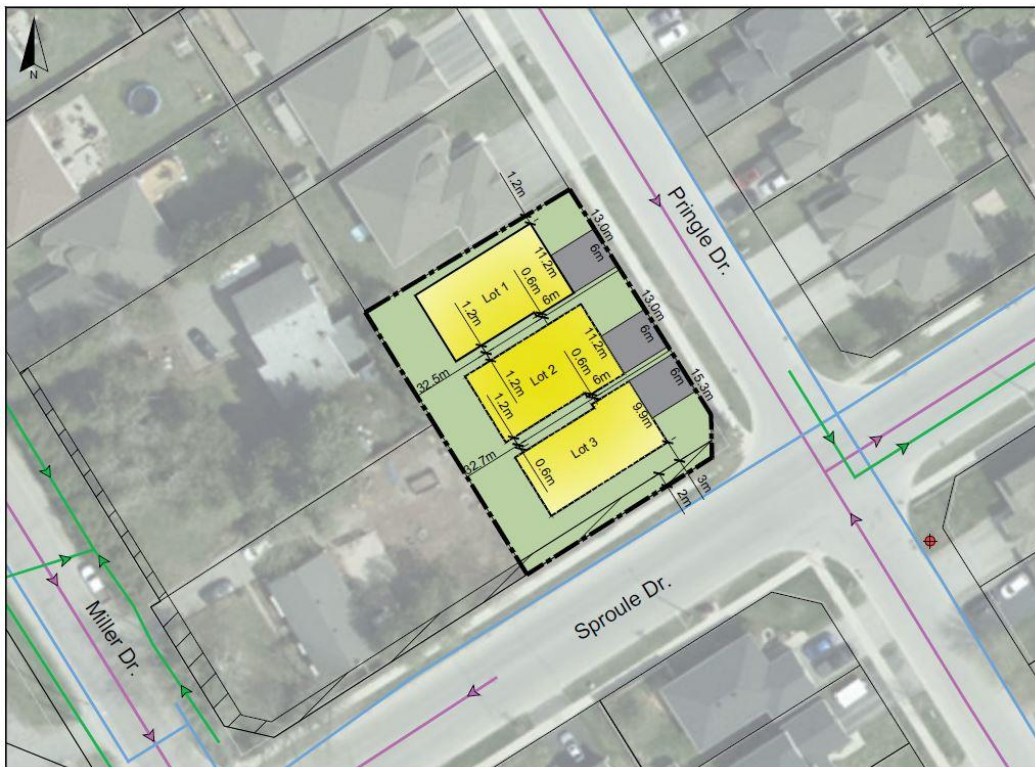 N
1.2m
13.0m
Pringle Dr.
11.2m
6m
Lot 1
0.6m
6m
1.2m
13.0m
11.2m
6m
Lot 2
0.6m
6m
32.5m
1.2m
1.2m
15.3m
6m
9.9m
Lot 3
32.7m
0.6m
3m
2m
Sproule Dr.
Miller Dr.